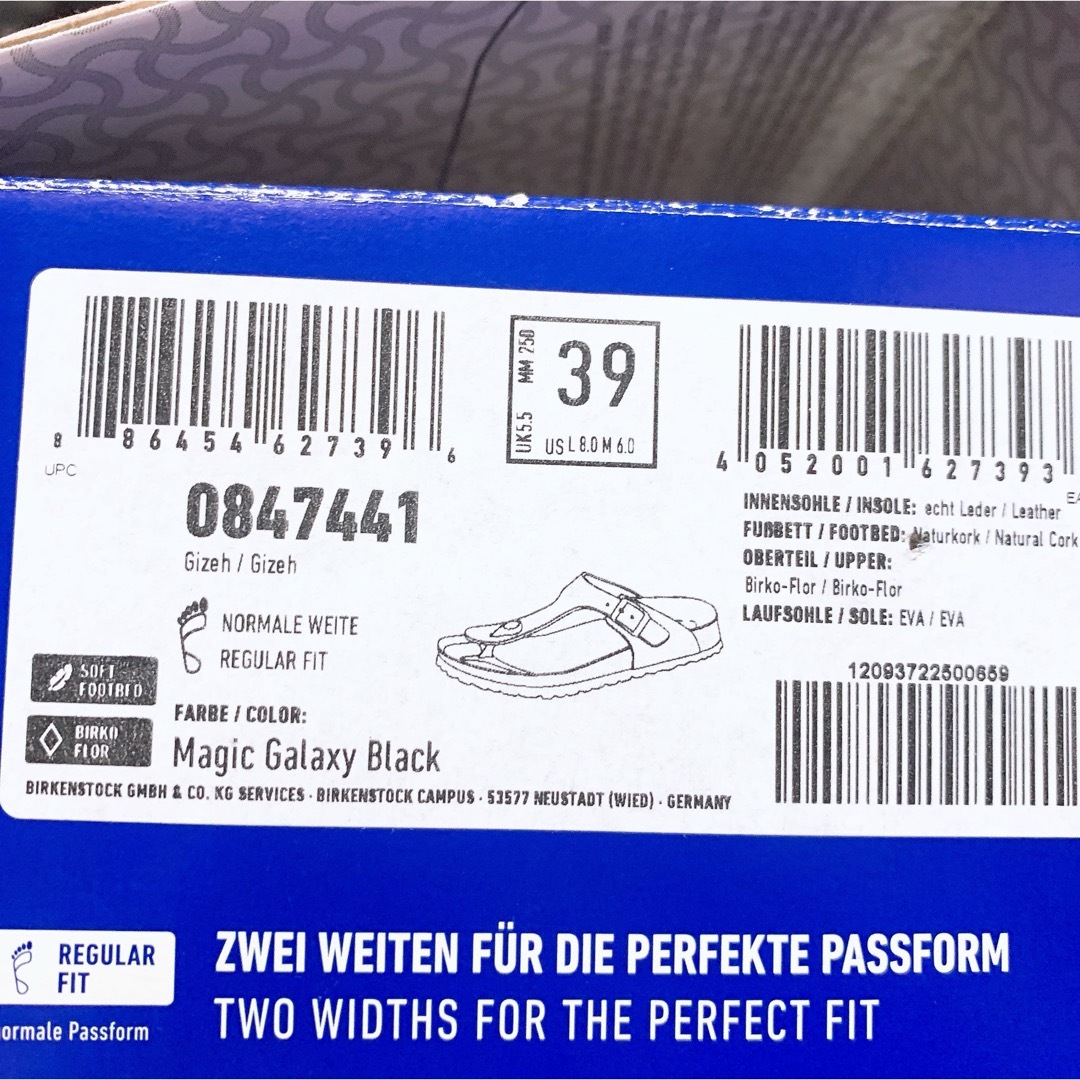 8 86454 62739 6
UPC
MM 250
UK5.5
39
US L 8.0 M 6.0
4 052001 627393
0847441
Gizeh / Gizeh
NORMALE WEITE
REGULAR FIT
SOFT
FOOTBED
BIRKO
FLOR
FARBE / COLOR:
Magic Galaxy Black
INNENSOHLE / INSOLE: echt Leder / Leather
FUẞBETT / FOOTBED: Naturkork / Natural Cork
OBERTEIL / UPPER:
Birko-Flor / Birko-Flor
LAUFSOHLE / SOLE: EVA / EVA
12093722500659
BIRKENSTOCK GMBH & CO. KG SERVICES · BIRKENSTOCK CAMPUS · 53577 NEUSTADT (WIED) · GERMANY
REGULAR
FIT
ormale Passform
ZWEI WEITEN FÜR DIE PERFEKTE PASSFORM
TWO WIDTHS FOR THE PERFECT FIT